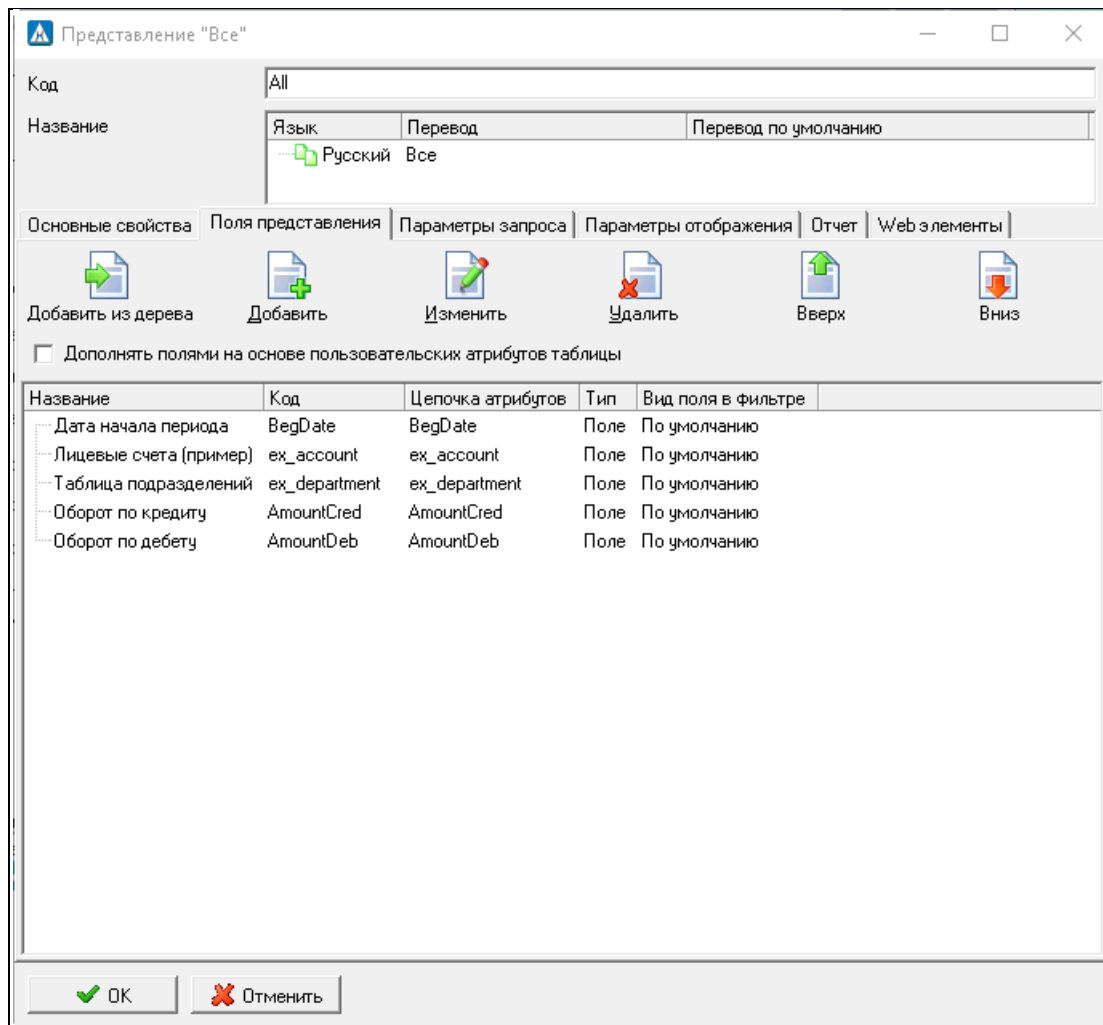 Представление "Все"
Код All
Название Язык Перевод Перевод по умолчанию
Русский Все
Основные свойства Поля представления Параметры запроса Параметры отображения Отчет Web элементы
Добавить из дерева Добавить Изменить Удалить Вверх Вниз
Дополнять полями на основе пользовательских атрибутов таблицы
Название Код Цепочка атрибутов Тип Вид поля в фильтре
Дата начала периода BegDate BegDate Поле По умолчанию
Лицевые счета (пример) ex_account ex_account Поле По умолчанию
Таблица подразделений ex_department ex_department Поле По умолчанию
Оборот по кредиту AmountCred AmountCred Поле По умолчанию
Оборот по дебету AmountDeb AmountDeb Поле По умолчанию
OK Отменить